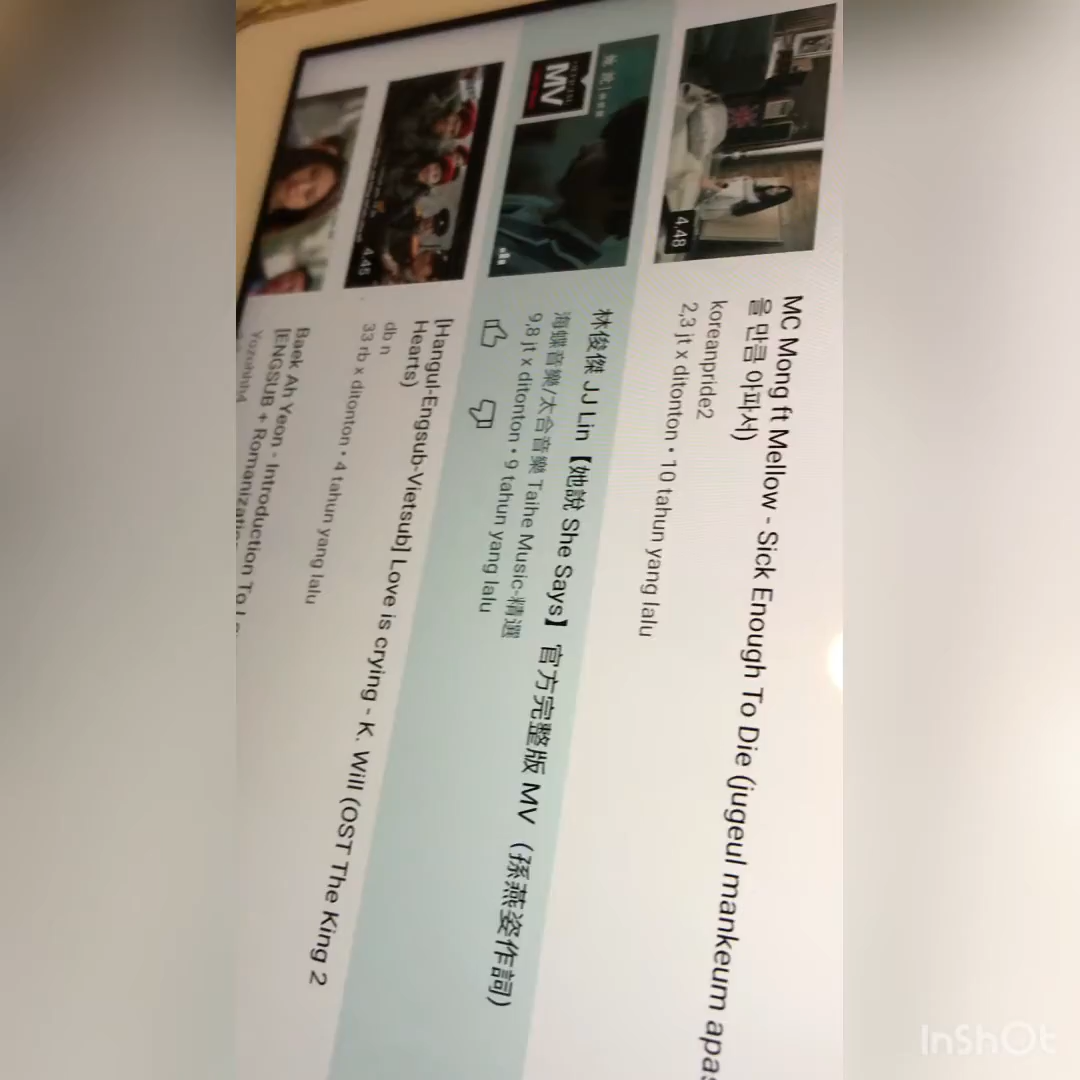 MC Mong ft Mellow - Sick Enough To Die (jugeul mankeum apas
을 만큼 아파서)
koreanpride2
2,3 jt x ditonton • 10 tahun yang lalu
4.48
MV
林俊傑 JJ Lin【她說 She Says】 官方完整版 MV（孫燕姿作詞）
海蝶音樂/太合音樂 Taihe Music-精選
9,8 jt x ditonton • 9 tahun yang lalu
[Hangul-Engsub-Vietsub] Love is crying - K. Will (OST The King 2
Hearts)
db n
33 rb x ditonton • 4 tahun yang lalu
4.45
Baek Ah Yeon - Introduction To
[ENGSUB + Romanization
InShOt